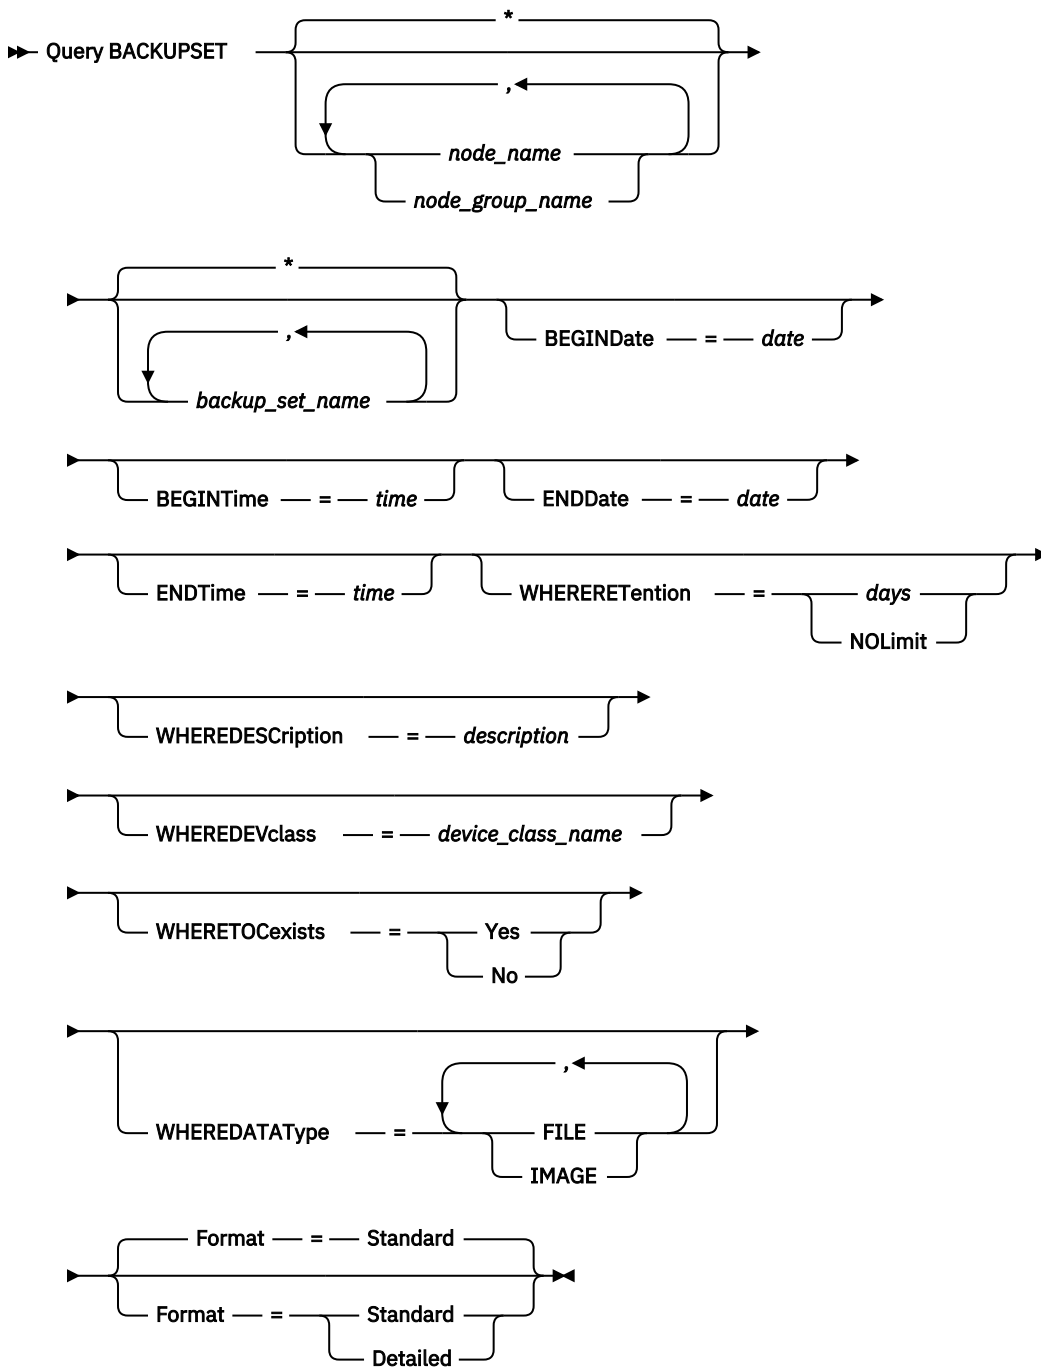 *
Query BACKUPSET
,
node_name
node_group_name
*
,
backup_set_name
BEGINDate = date
BEGINTime = time
ENDDate = date
ENDTime = time
WHERERETention = days
NOLimit
WHEREDESCription = description
WHEREDEVclass = device_class_name
WHERETOCexists = Yes
No
,
WHEREDATAType = FILE
IMAGE
Format = Standard
Format = Standard
Detailed